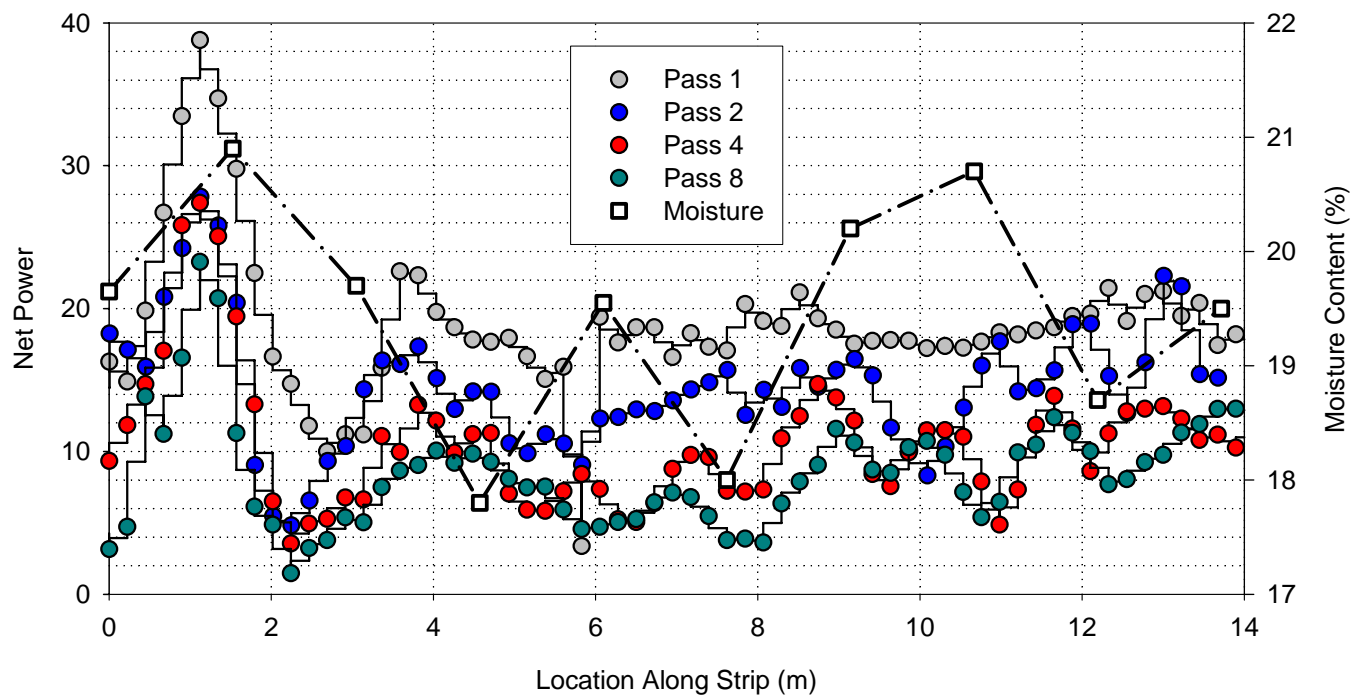 40
30
20
10
0
Net Power
22
21
20
19
18
17
Moisture Content (%)
Pass 1
Pass 2
Pass 4
Pass 8
Moisture
0 2 4 6 8 10 12 14
Location Along Strip (m)